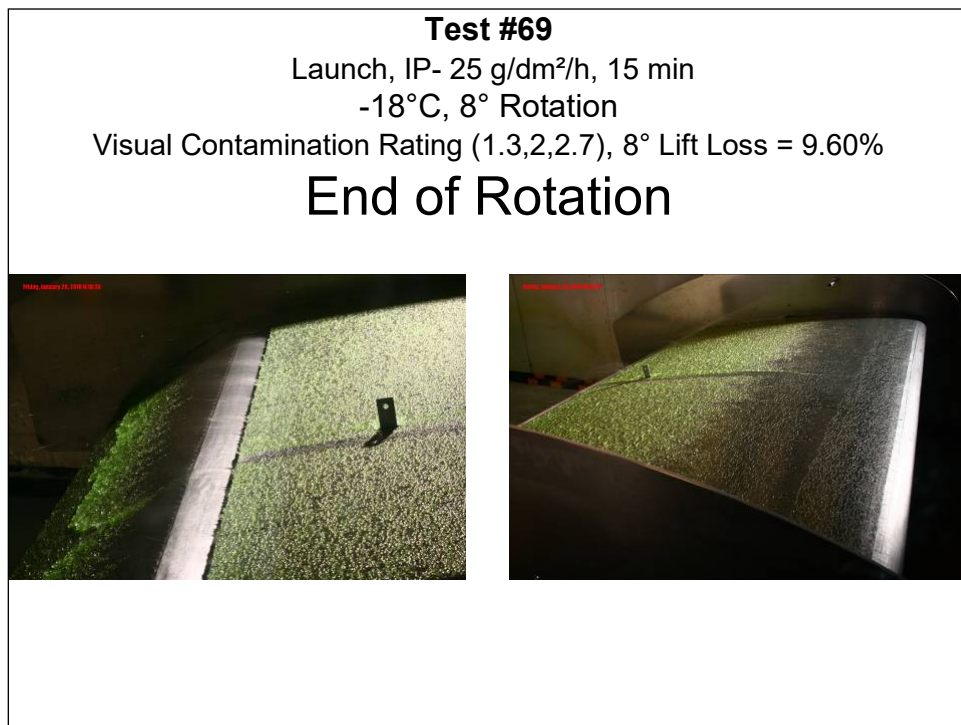 Test #69
Launch, IP- 25 g/dm²/h, 15 min
-18°C, 8° Rotation
Visual Contamination Rating (1.3,2,2.7), 8° Lift Loss = 9.60%
End of Rotation